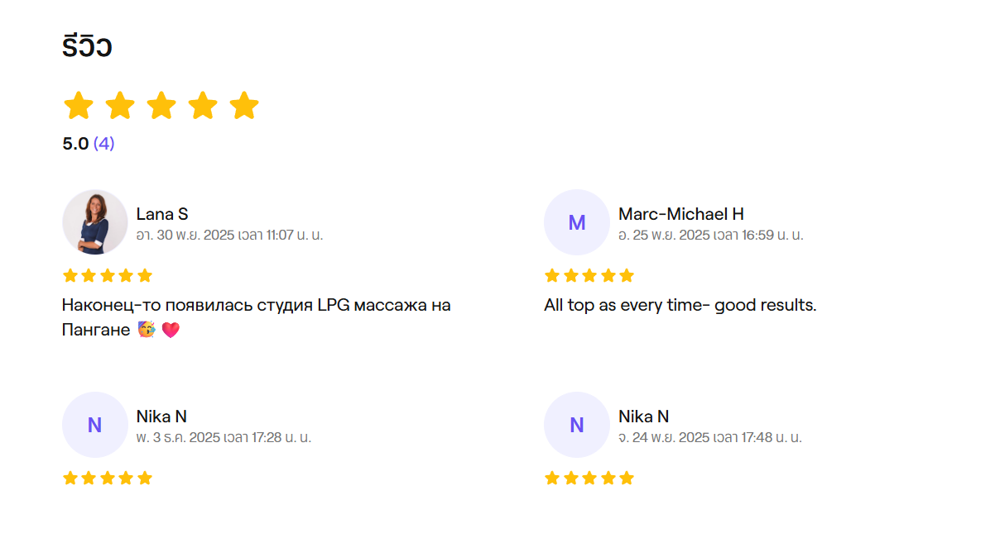 รีวิว
5.0 (4)
Lana S
อา. 30 พ.ย. 2025 เวลา 11:07 น. น.
Наконец-то появилась студия LPG массажа на
Пангане 🥳 ❤️
M
Marc-Michael H
อ. 25 พ.ย. 2025 เวลา 16:59 น. น.
All top as every time- good results.
N
Nika N
พ. 3 ธ.ค. 2025 เวลา 17:28 น. น.
N
Nika N
จ. 24 พ.ย. 2025 เวลา 17:48 น. น.